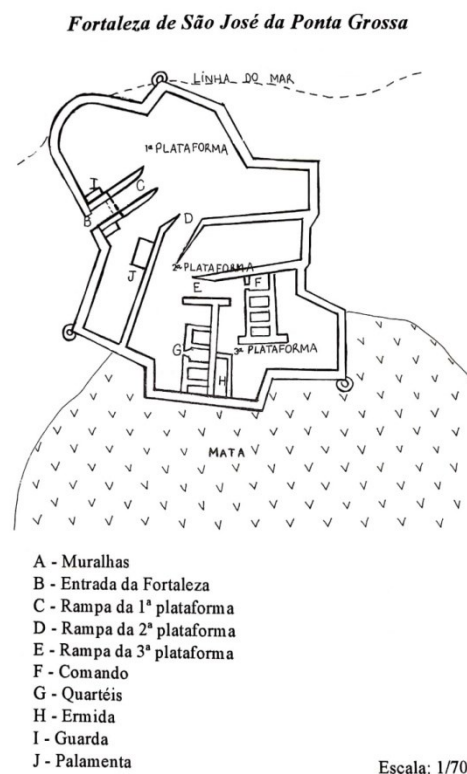 Fortaleza de São José da Ponta Grossa
LINHA DO MAR
1ª PLATAFORMA
I
C
B
D
J
2ª PLATAFORMA
E
F
3ª PLATAFORMA
G
H
MATA
A - Muralhas
B - Entrada da Fortaleza
C - Rampa da 1ª plataforma
D - Rampa da 2ª plataforma
E - Rampa da 3ª plataforma
F - Comando
G - Quartéis
H - Ermida
I - Guarda
J - Palamenta
Escala: 1/70